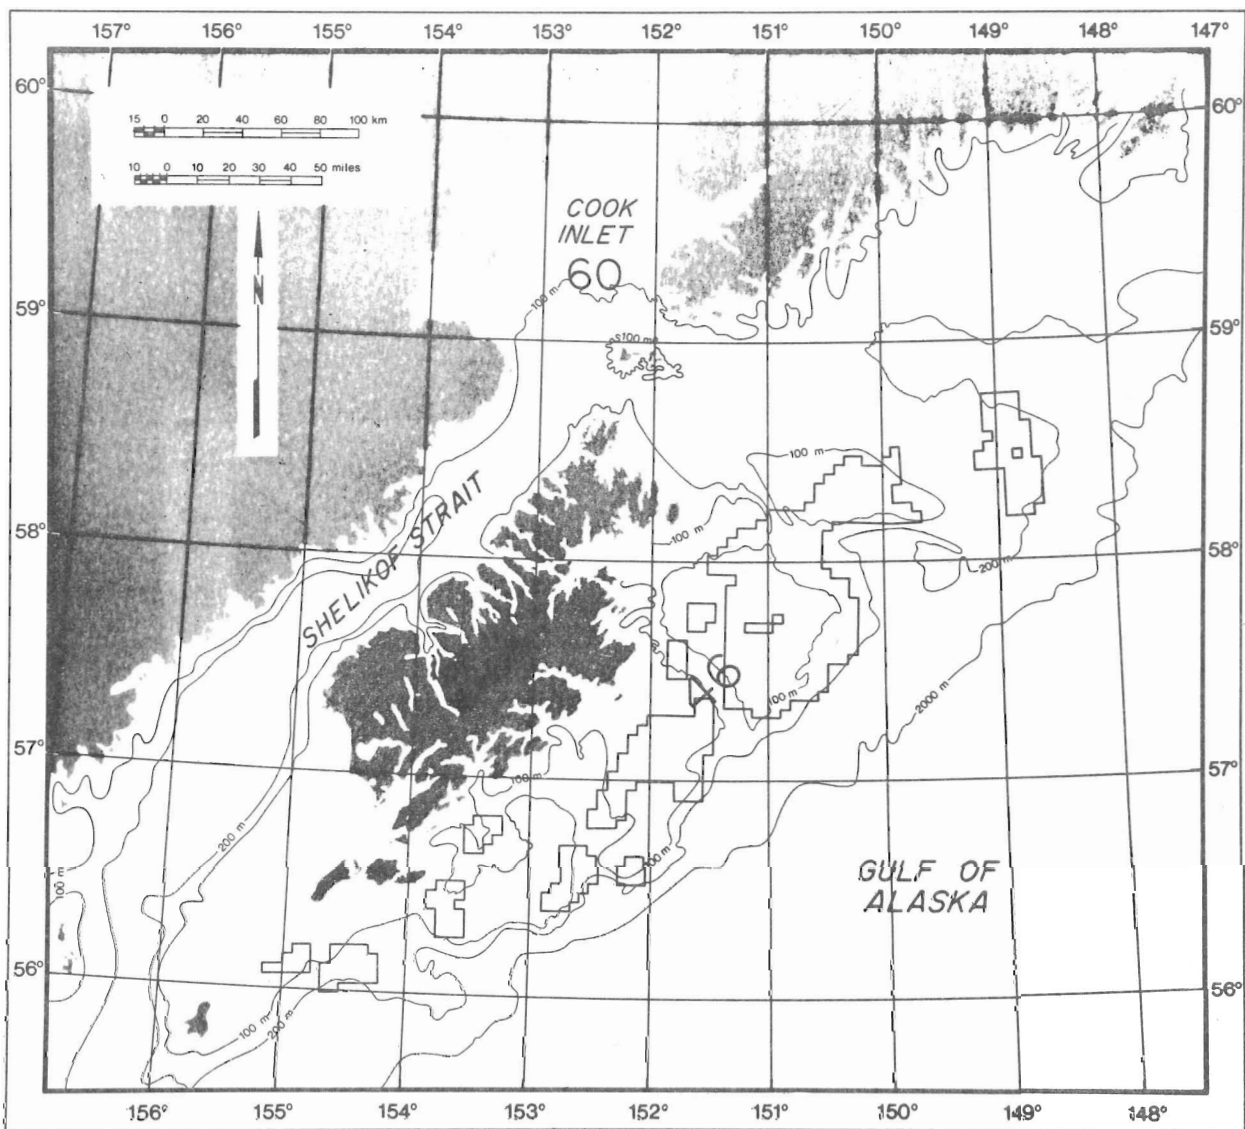 157° 156° 155° 154° 153° 152° 151° 150° 149° 148° 147°
60° 60°
15 0 20 40 60 80 100 km
10 0 10 20 30 40 50 miles
N
COOK
INLET
60
100 m
100 m
59° 59°
100 m
SHELIKOF STRAIT
100 m
58° 58°
200 m
46
100 m
2000 m
57° 57°
100 m
200 m
100 m
GULF OF
ALASKA
100
56° 56°
100 m
200 m
156° 155° 154° 153° 152° 151° 150° 149° 148°